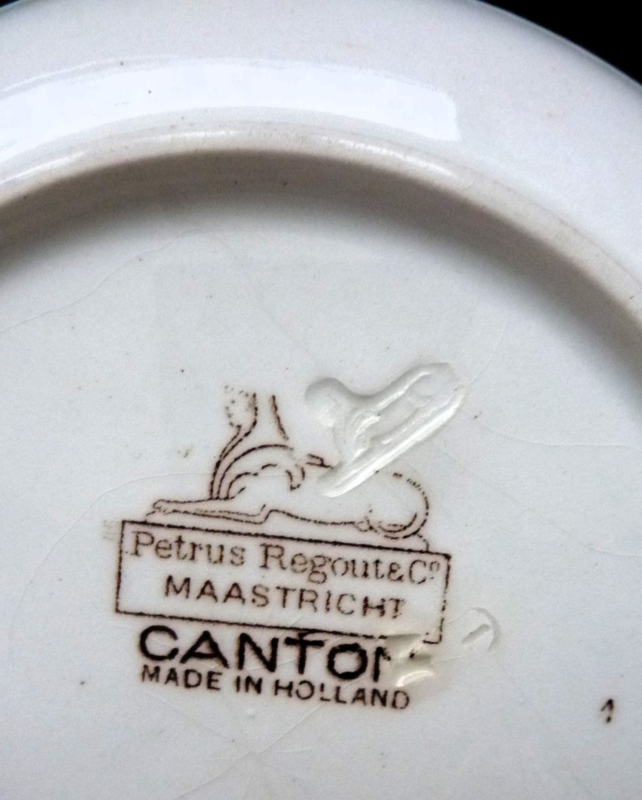 Petrus Regout & Co
MAASTRICHT
CANTON
MADE IN HOLLAND
1